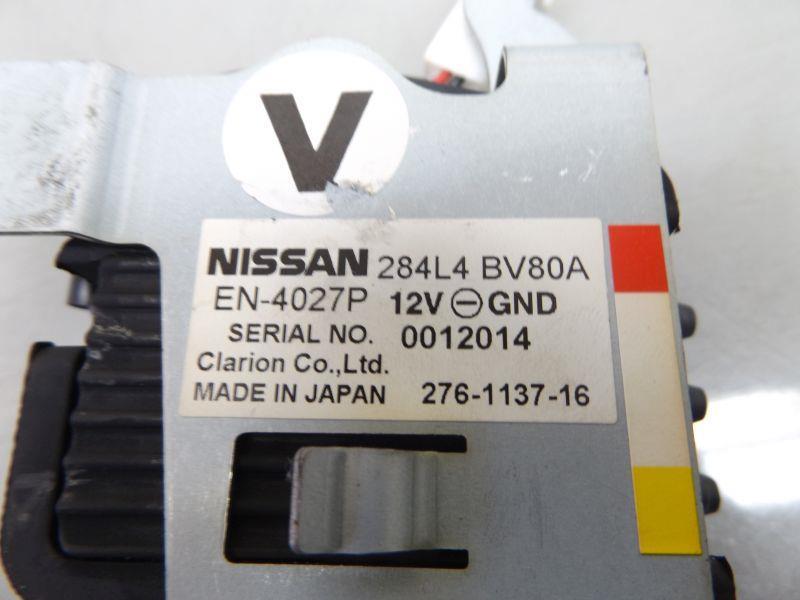 V
NISSAN 284L4 BV80A
EN-4027P 12V ⊖ GND
SERIAL NO. 0012014
Clarion Co.,Ltd.
MADE IN JAPAN 276-1137-16